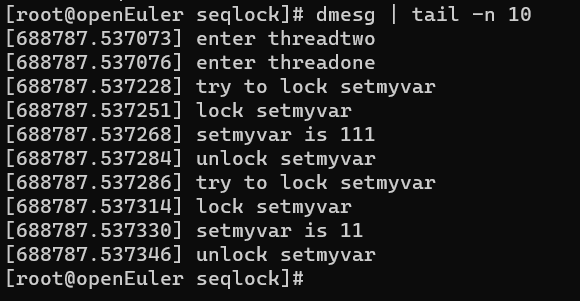 [root@openEuler seqlock]# dmesg | tail -n 10
[688787.537073] enter threadtwo
[688787.537076] enter threadone
[688787.537228] try to lock setmyvar
[688787.537251] lock setmyvar
[688787.537268] setmyvar is 111
[688787.537284] unlock setmyvar
[688787.537286] try to lock setmyvar
[688787.537314] lock setmyvar
[688787.537330] setmyvar is 11
[688787.537346] unlock setmyvar
[root@openEuler seqlock]#